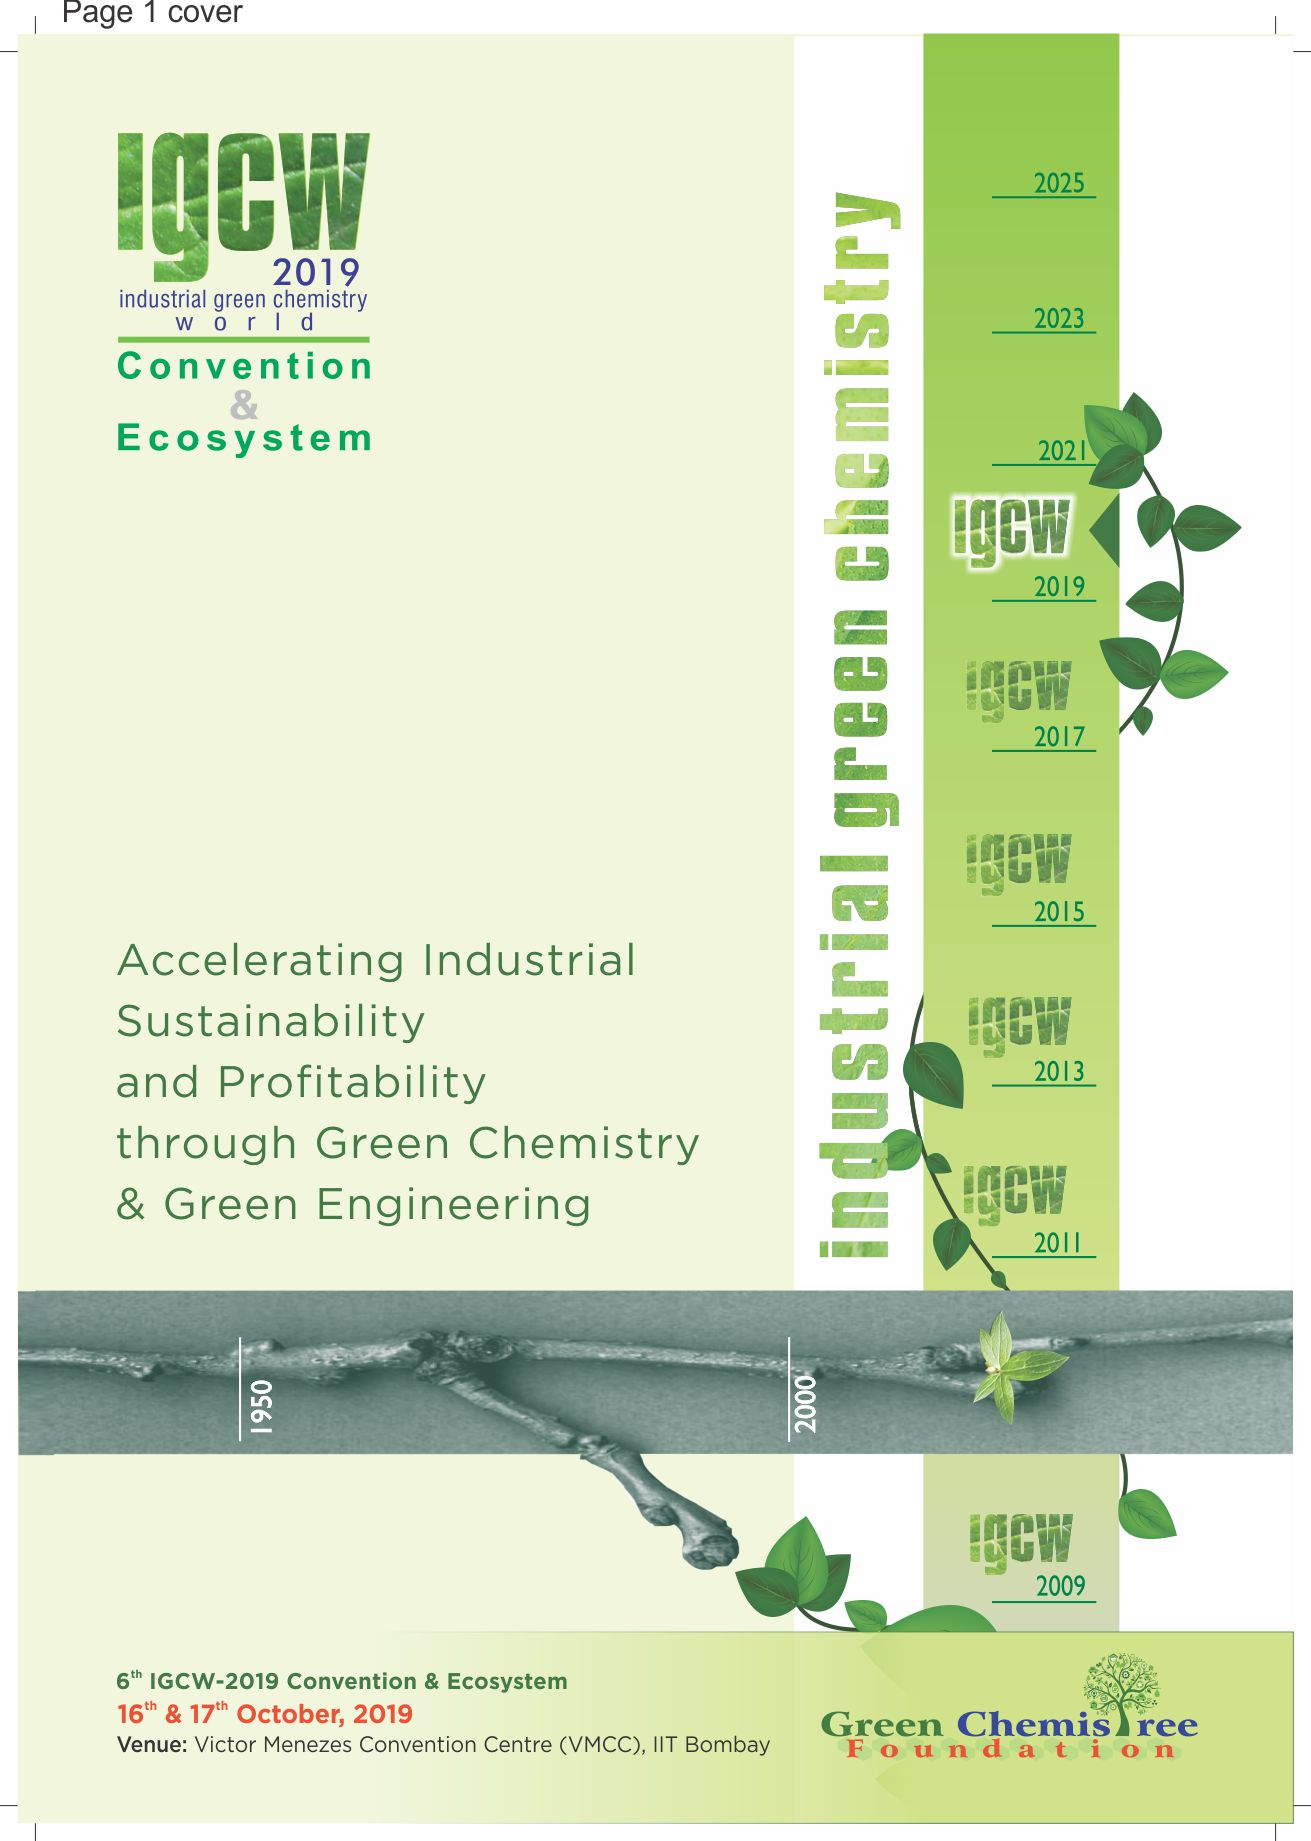 Page 1 cover
igcw
2019
industrial green chemistry
world
Convention
&
Ecosystem
Accelerating Industrial
Sustainability
and Profitability
through Green Chemistry
& Green Engineering
industrial green chemistry
2025
2023
2021
igcw
2019
igcw
2017
igcw
2015
igcw
2013
igcw
2011
1950
2000
igcw
2009
6th IGCW-2019 Convention & Ecosystem
16th & 17th October, 2019
Venue: Victor Menezes Convention Centre (VMCC), IIT Bombay
Green ChemisTree
Foundation